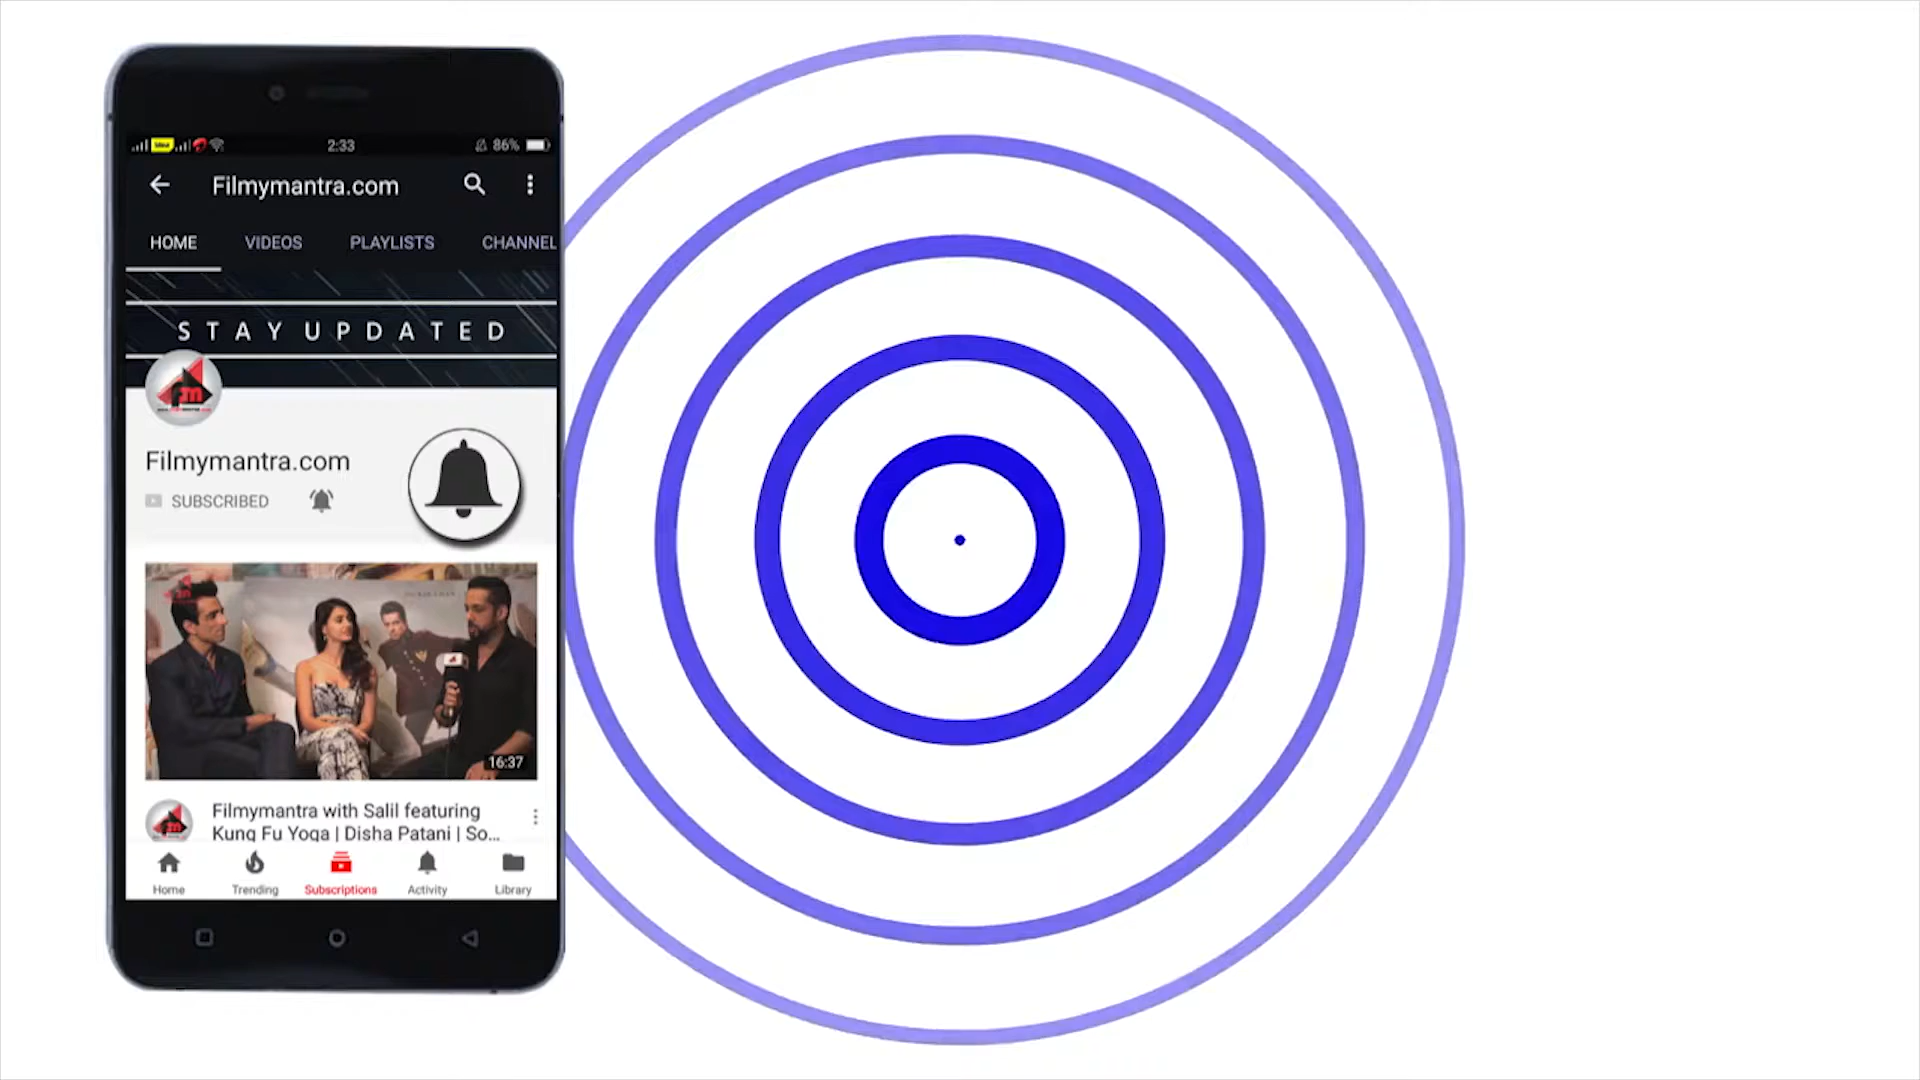 2:33
86%
Filmymantra.com
HOME VIDEOS PLAYLISTS CHANNEL
STAY UPDATED
Filmymantra.com
SUBSCRIBED
16:37
Filmymantra with Salil featuring
Kung Fu Yoga | Disha Patani | So...
Home Trending Subscriptions Activity Library